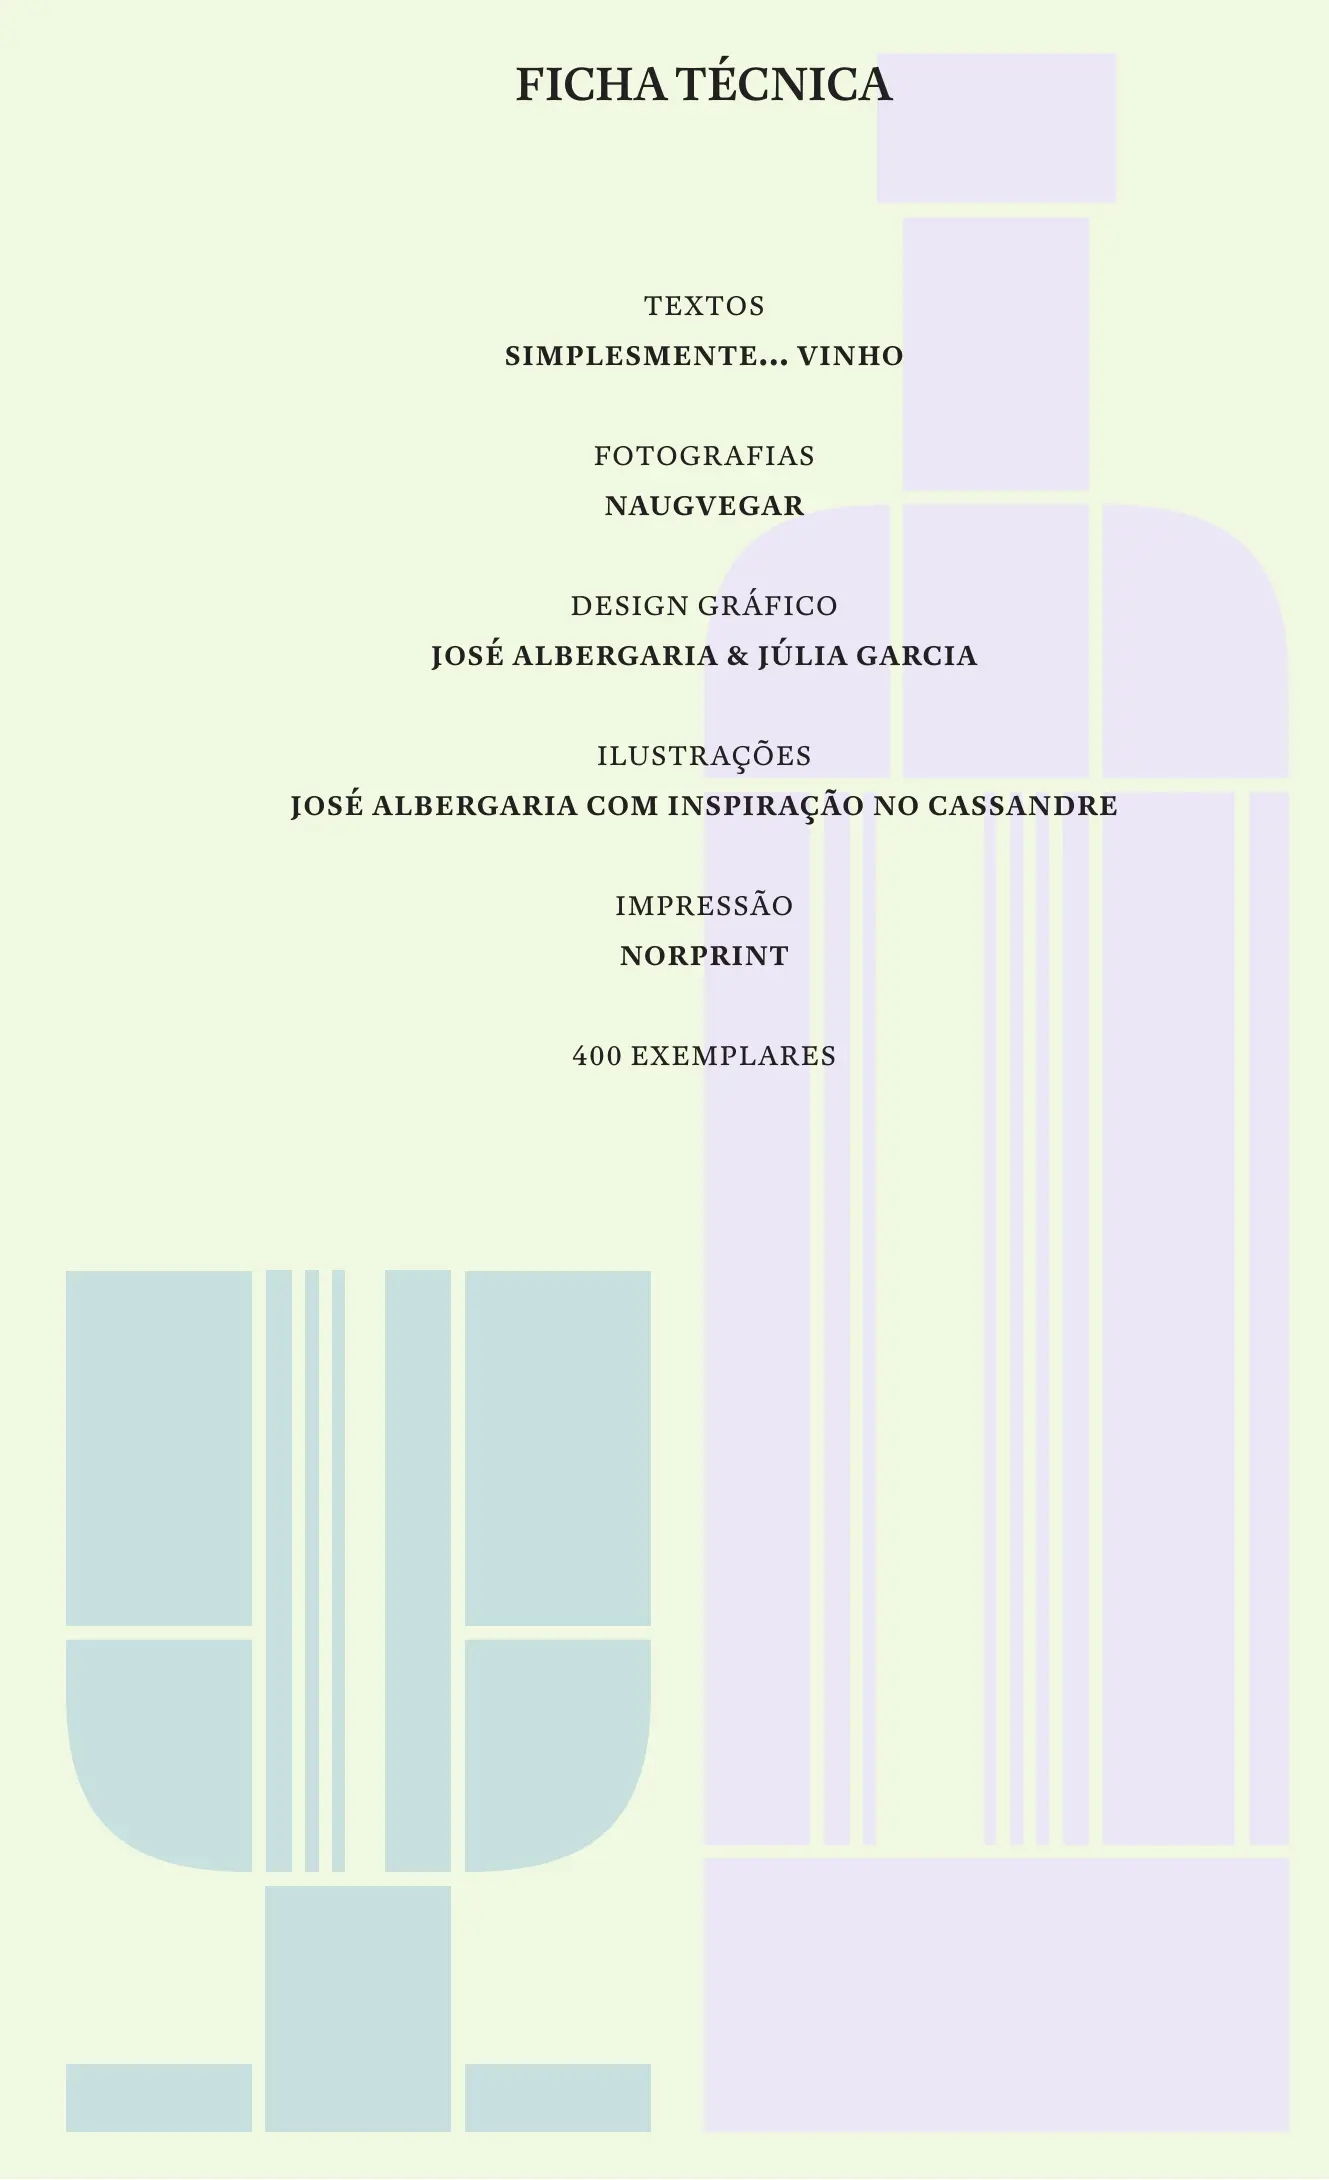 FICHA TÉCNICA
TEXTOS
SIMPLESMENTE... VINHO
FOTOGRAFIAS
NAUGVEGAR
DESIGN GRÁFICO
JOSÉ ALBERGARIA & JÚLIA GARCIA
ILUSTRAÇÕES
JOSÉ ALBERGARIA COM INSPIRAÇÃO NO CASSANDRE
IMPRESSÃO
NORPRINT
400 EXEMPLARES